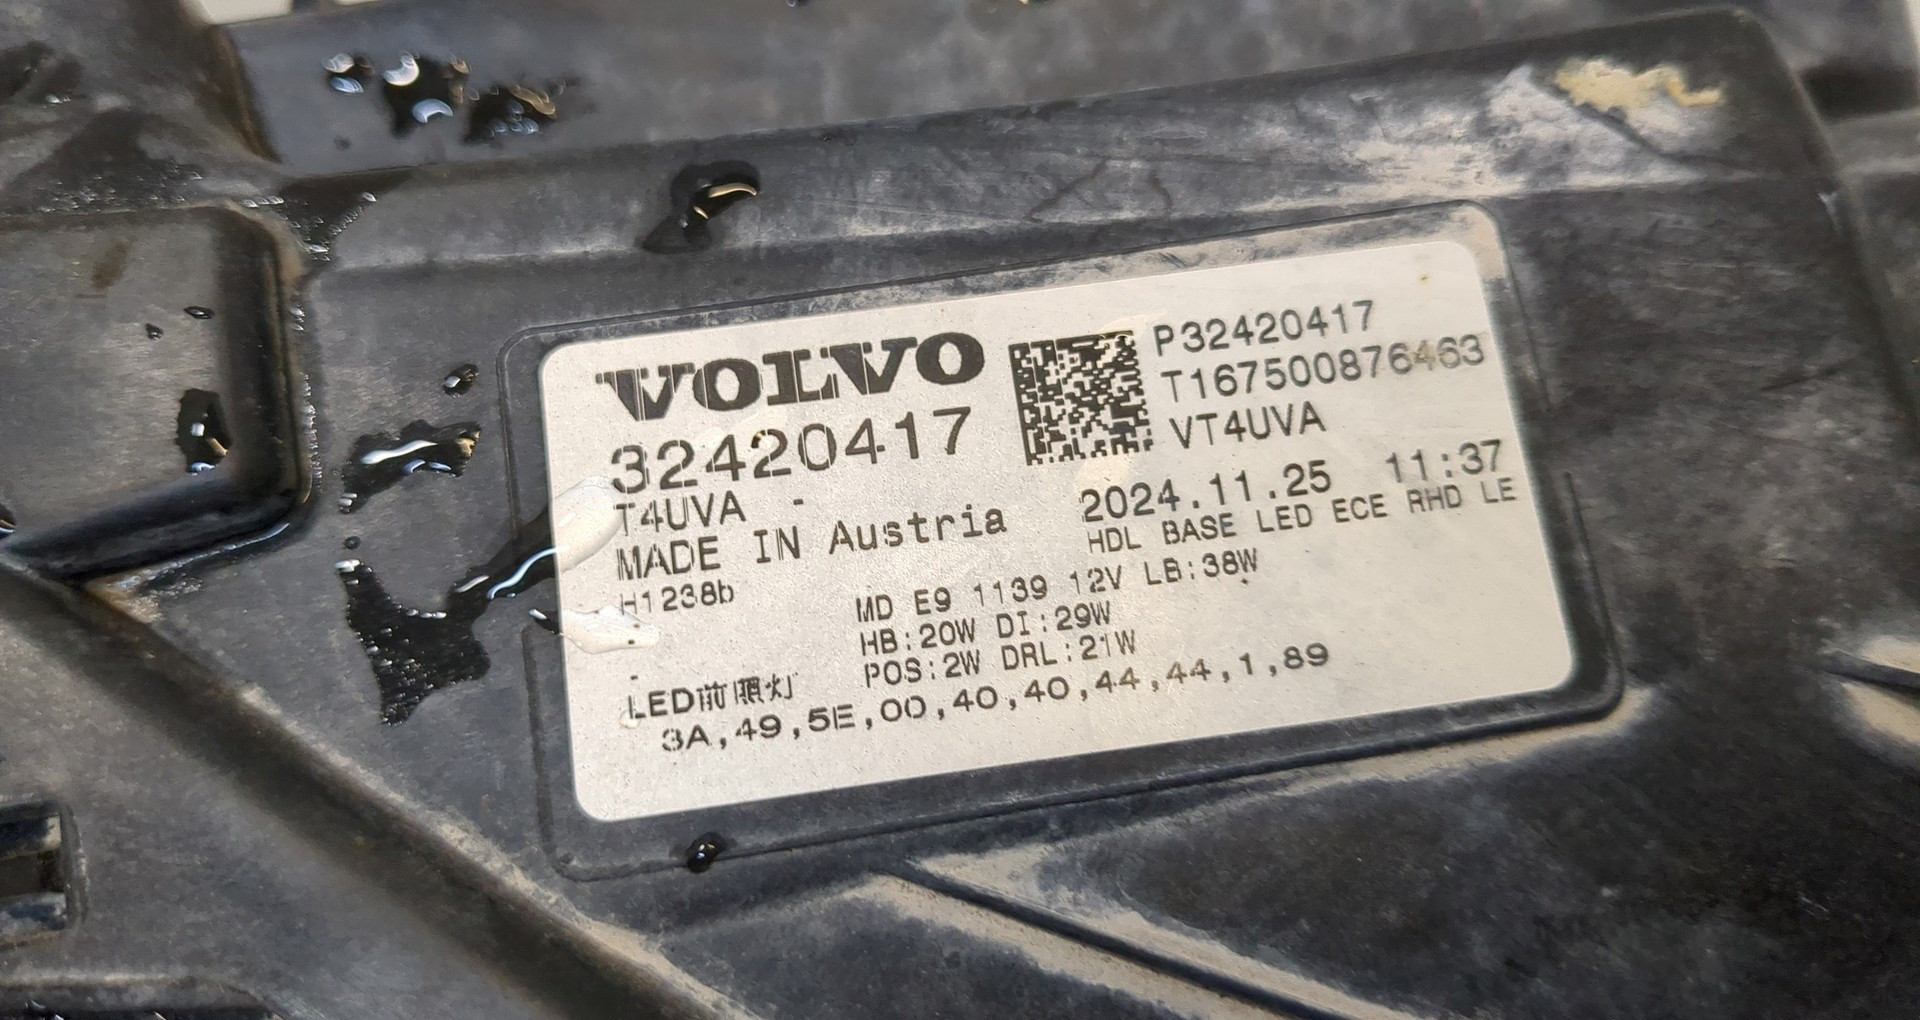 VOLVO
32420417
T4UVA -
MADE IN Austria
H1238b
P32420417
T167500876463
VT4UVA
2024.11.25 11:37
HDL BASE LED ECE RHD LE
MD E9 1139 12V LB:38W
HB:20W DI:29W
POS:2W DRL:21W
LED前照灯
3A,49,5E,00,40,40,44,44,1,89